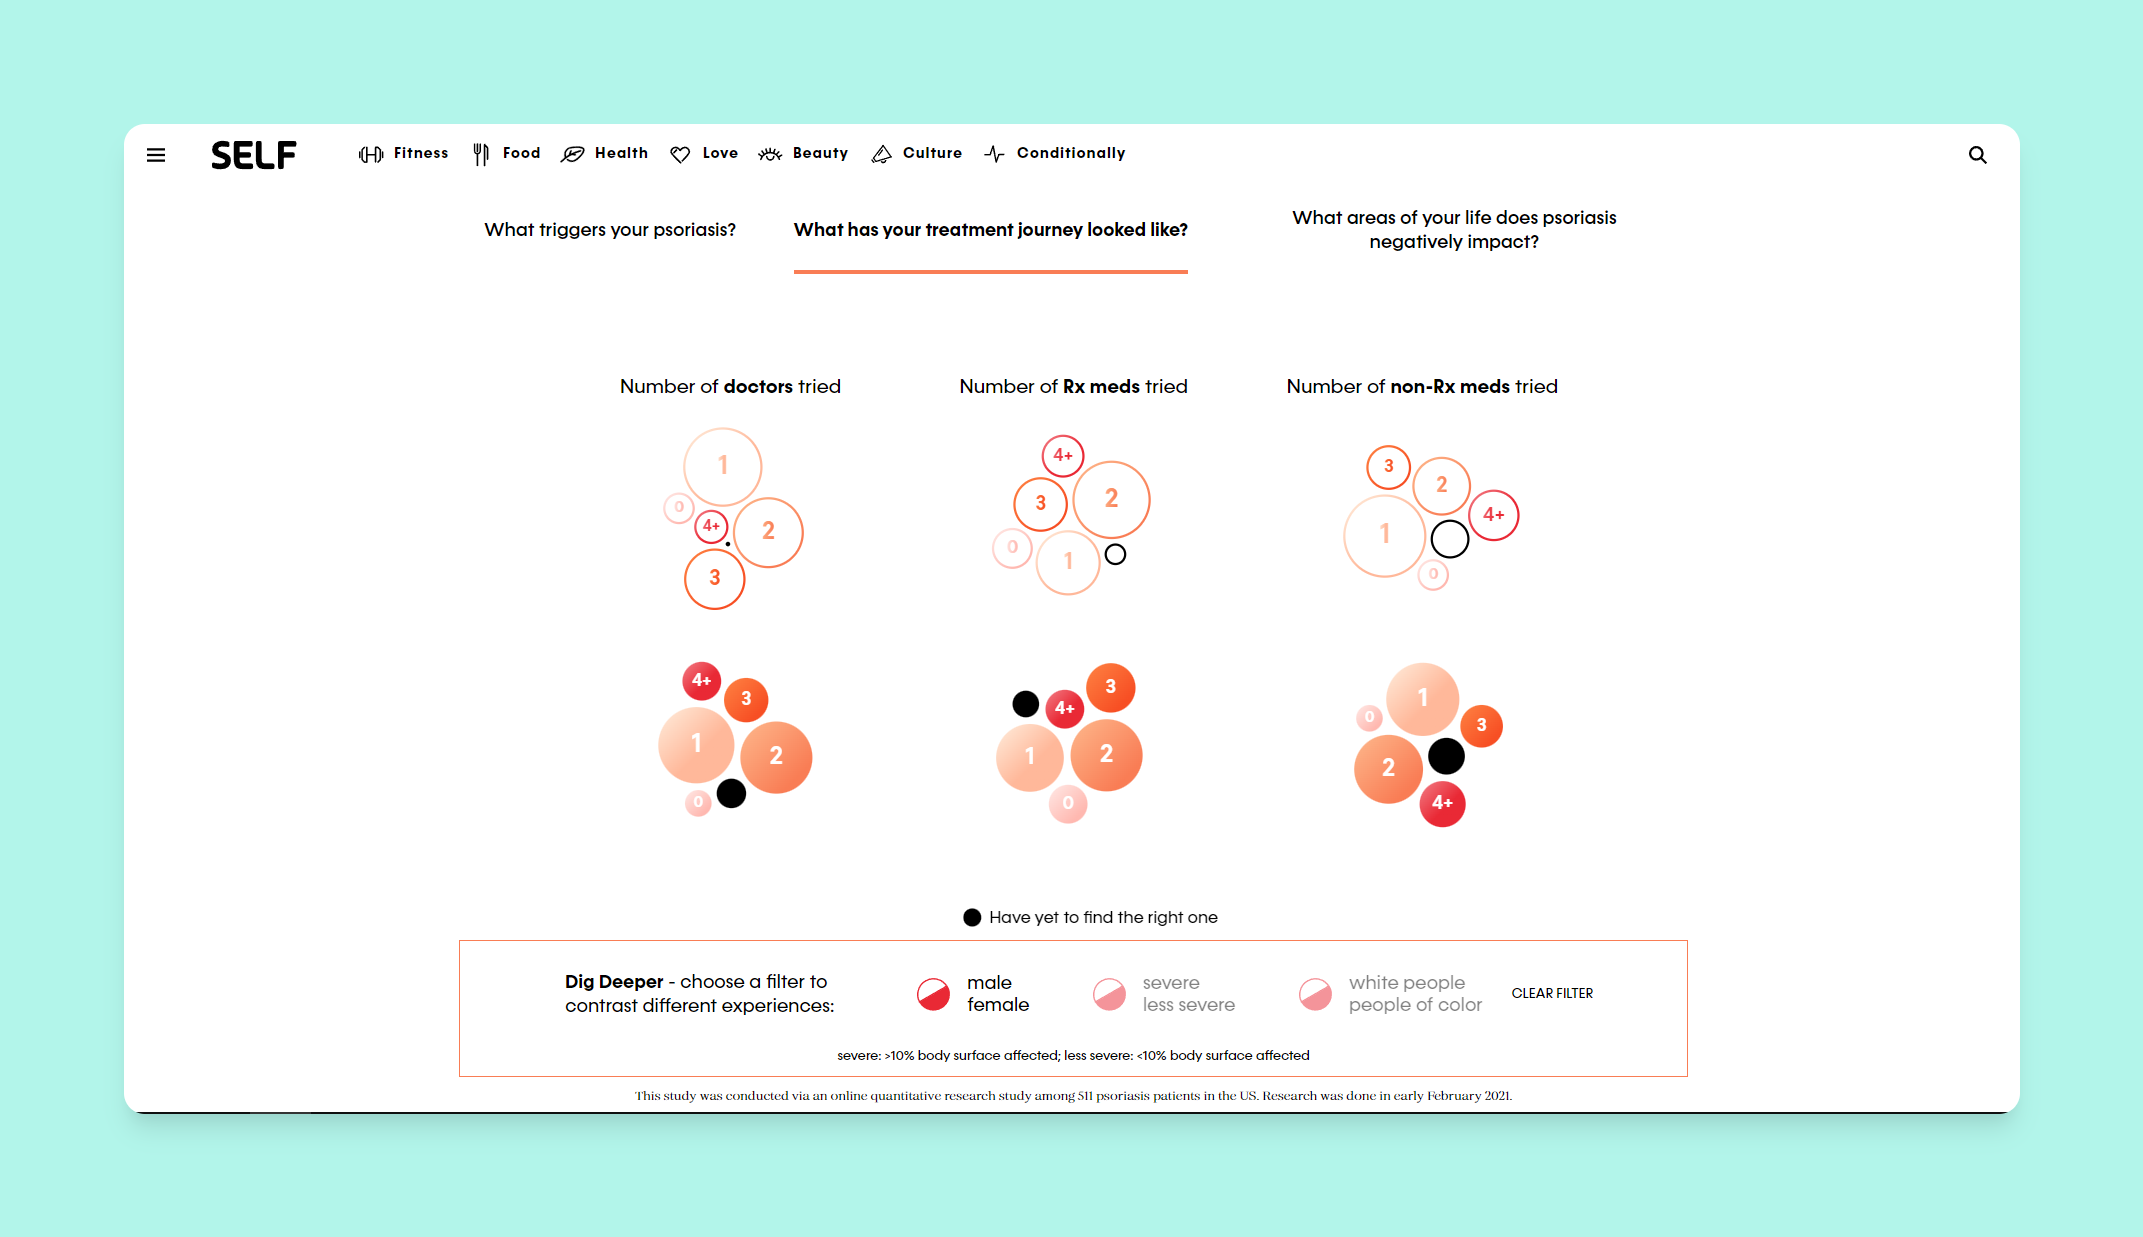 SELF
Fitness
Food
Health
Love
Beauty
Culture
Conditionally
What triggers your psoriasis?
What has your treatment journey looked like?
What areas of your life does psoriasis
negatively impact?
Number of doctors tried
Number of Rx meds tried
Number of non-Rx meds tried
1
0
4+
2
3
4+
3
2
0
1
3
2
1
4+
0
4+
3
1
2
0
3
4+
1
2
0
1
0
3
2
4+
Have yet to find the right one
Dig Deeper - choose a filter to
contrast different experiences:
male
female
severe
less severe
white people
people of color
CLEAR FILTER
severe: >10% body surface affected; less severe: <10% body surface affected
This study was conducted via an online quantitative research study among 511 psoriasis patients in the US. Research was done in early February 2021.